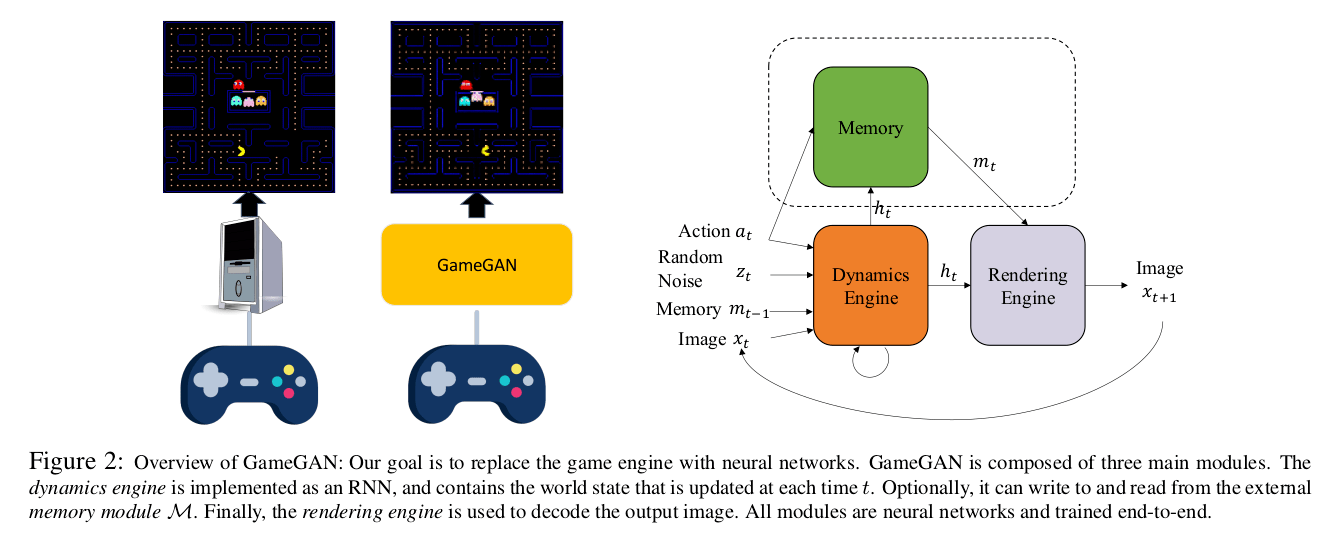 GameGAN
Memory
m_t
h_t
Action a_t
Random
Noise z_t
Memory m_{t−1}
Image x_t
Dynamics
Engine
h_t
Rendering
Engine
Image
x_{t+1}
Figure 2: Overview of GameGAN: Our goal is to replace the game engine with neural networks. GameGAN is composed of three main modules. The
dynamics engine is implemented as an RNN, and contains the world state that is updated at each time t. Optionally, it can write to and read from the external
memory module ℳ. Finally, the rendering engine is used to decode the output image. All modules are neural networks and trained end-to-end.